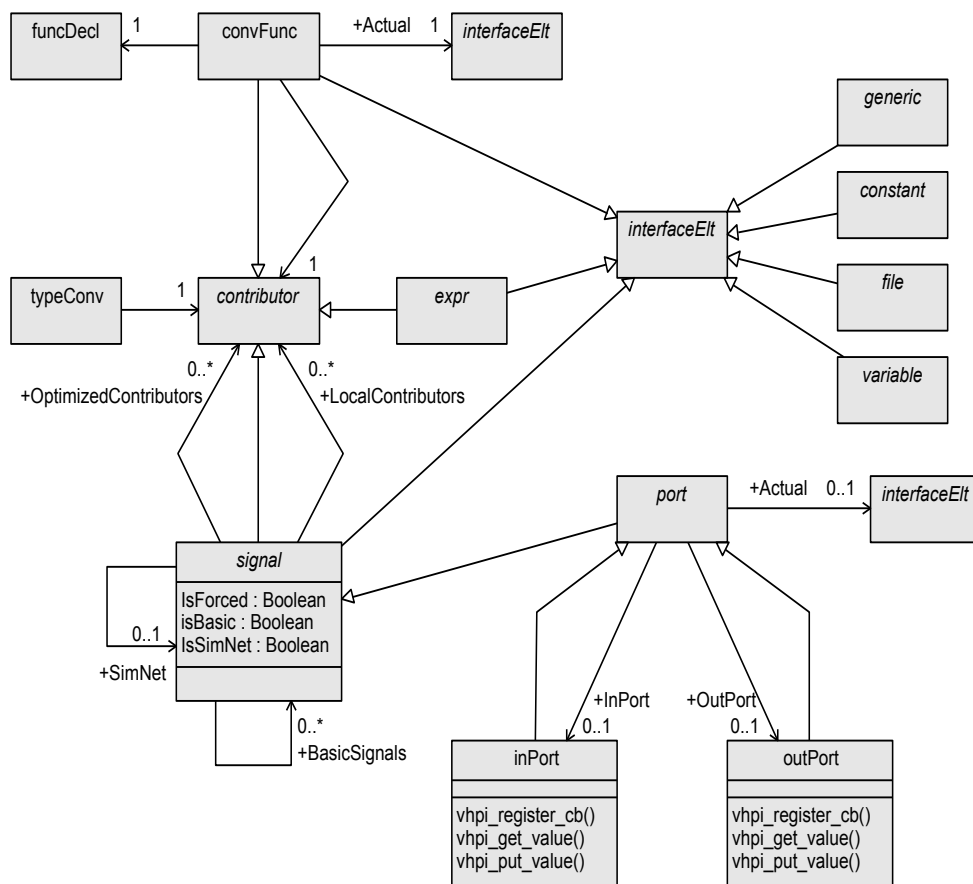 funcDecl
1
convFunc
+Actual
1
interfaceElt
generic
constant
interfaceElt
file
variable
typeConv
1
contributor
1
expr
0..*
+OptimizedContributors
0..*
+LocalContributors
port
+Actual
0..1
interfaceElt
signal
IsForced : Boolean
isBasic : Boolean
IsSimNet : Boolean
0..1
+SimNet
0..*
+BasicSignals
+InPort
0..1
+OutPort
0..1
inPort
vhpi_register_cb()
vhpi_get_value()
vhpi_put_value()
outPort
vhpi_register_cb()
vhpi_get_value()
vhpi_put_value()